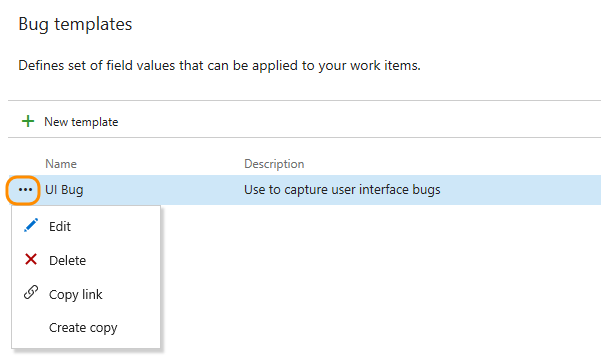 Bug templates
Defines set of field values that can be applied to your work items.
New template
Name Description
UI Bug Use to capture user interface bugs
Edit
Delete
Copy link
Create copy